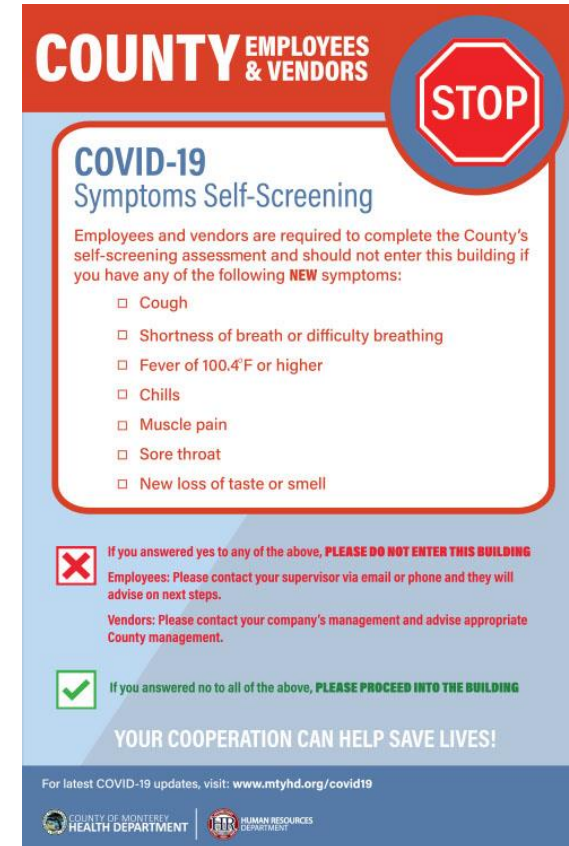 COUNTY EMPLOYEES & VENDORS
STOP
COVID-19
Symptoms Self-Screening
Employees and vendors are required to complete the County's
self-screening assessment and should not enter this building if
you have any of the following NEW symptoms:
Cough
Shortness of breath or difficulty breathing
Fever of 100.4°F or higher
Chills
Muscle pain
Sore throat
New loss of taste or smell
If you answered yes to any of the above, PLEASE DO NOT ENTER THIS BUILDING
Employees: Please contact your supervisor via email or phone and they will
advise on next steps.
Vendors: Please contact your company's management and advise appropriate
County management.
If you answered no to all of the above, PLEASE PROCEED INTO THE BUILDING
YOUR COOPERATION CAN HELP SAVE LIVES!
For latest COVID-19 updates, visit: www.mtyhd.org/covid19
COUNTY OF MONTEREY
HEALTH DEPARTMENT
HR
HUMAN RESOURCES
DEPARTMENT